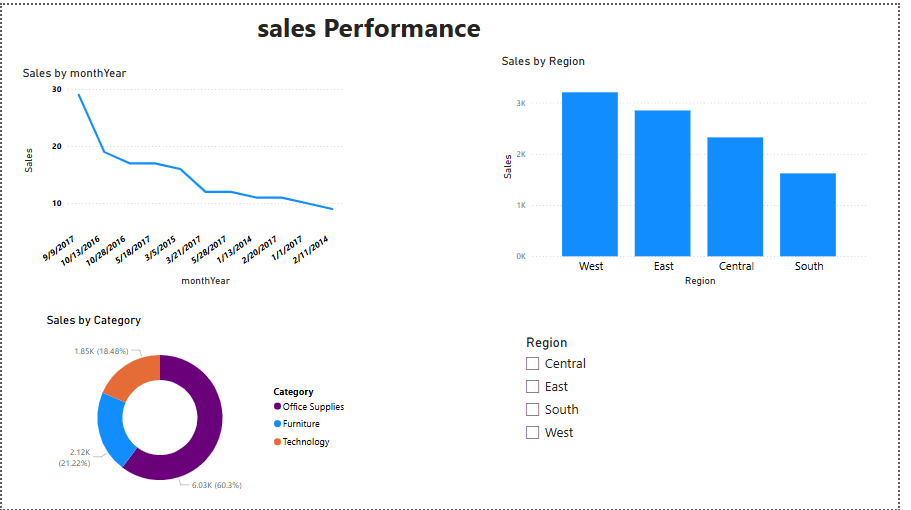 sales Performance
Sales by monthYear
30
20
10
Sales
9/9/2017
10/13/2016
10/28/2016
5/18/2017
3/5/2015
3/21/2017
5/28/2017
1/13/2014
2/20/2017
1/1/2017
2/11/2014
monthYear
Sales by Region
3K
2K
1K
0K
Sales
West
East
Central
South
Region
Sales by Category
1.85K (18.48%)
2.12K
(21.22%)
6.03K (60.3%)
Category
Office Supplies
Furniture
Technology
Region
Central
East
South
West